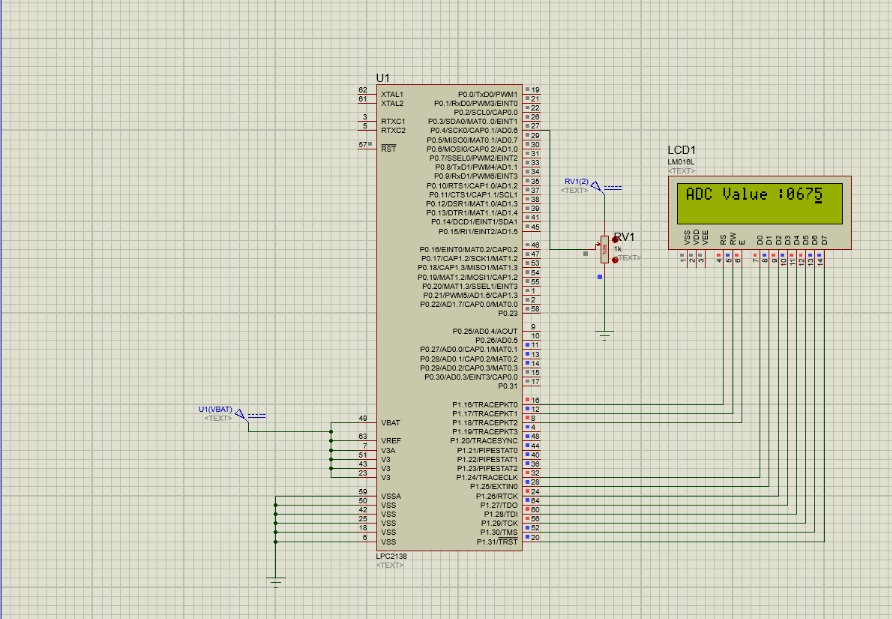 U1
62 XTAL1
61 XTAL2
3 RTXC1
5 RTXC2
57 RST
P0.0/TxD0/PWM1 19
P0.1/RxD0/PWM3/EINT0 21
P0.2/SCL0/CAP0.0 22
P0.3/SDA0/MAT0.0/EINT1 26
P0.4/SCK0/CAP0.1/AD0.6 27
P0.5/MISO0/MAT0.1/AD0.7 29
P0.6/MOSI0/CAP0.2/AD1.0 30
P0.7/SSEL0/PWM2/EINT2 31
P0.8/TxD1/PWM4/AD1.1 33
P0.9/RxD1/PWM6/EINT3 34
P0.10/RTS1/CAP1.0/AD1.2 35
P0.11/CTS1/CAP1.1/SCL1 37
P0.12/DSR1/MAT1.0/AD1.3 38
P0.13/DTR1/MAT1.1/AD1.4 39
P0.14/DCD1/EINT1/SDA1 41
P0.15/RI1/EINT2/AD1.5 45
P0.16/EINT0/MAT0.2/CAP0.2 46
P0.17/CAP1.2/SCK1/MAT1.2 47
P0.18/CAP1.3/MISO1/MAT1.3 53
P0.19/MAT1.2/MOSI1/CAP1.2 54
P0.20/MAT1.3/SSEL1/EINT3 55
P0.21/PWM5/AD1.6/CAP1.3 1
P0.22/AD1.7/CAP0.0/MAT0.0 2
P0.23 58
P0.25/AD0.4/AOUT 9
P0.26/AD0.5 10
P0.27/AD0.0/CAP0.1/MAT0.1 11
P0.28/AD0.1/CAP0.2/MAT0.2 13
P0.29/AD0.2/CAP0.3/MAT0.3 14
P0.30/AD0.3/EINT3/CAP0.0 15
P0.31 17
P1.16/TRACEPKT0 16
P1.17/TRACEPKT1 12
P1.18/TRACEPKT2 8
P1.19/TRACEPKT3 4
P1.20/TRACESYNC 48
P1.21/PIPESTAT0 44
P1.22/PIPESTAT1 40
P1.23/PIPESTAT2 36
P1.24/TRACECLK 32
P1.25/EXTIN0 28
P1.26/RTCK 24
P1.27/TDO 64
P1.28/TDI 60
P1.29/TCK 56
P1.30/TMS 52
P1.31/TRST 20
U1(VBAT)
<TEXT>
49 VBAT
63 VREF
7 V3A
51 V3
43 V3
23 V3
59 VSSA
50 VSS
42 VSS
25 VSS
18 VSS
6 VSS
LPC2138
<TEXT>
RV1(2)
<TEXT>
RV1
1k
<TEXT>
LCD1
LM016L
<TEXT>
ADC Value :0675
VSS VDD VEE RS RW E D0 D1 D2 D3 D4 D5 D6 D7
1 2 3 4 5 6 7 8 9 10 11 12 13 14